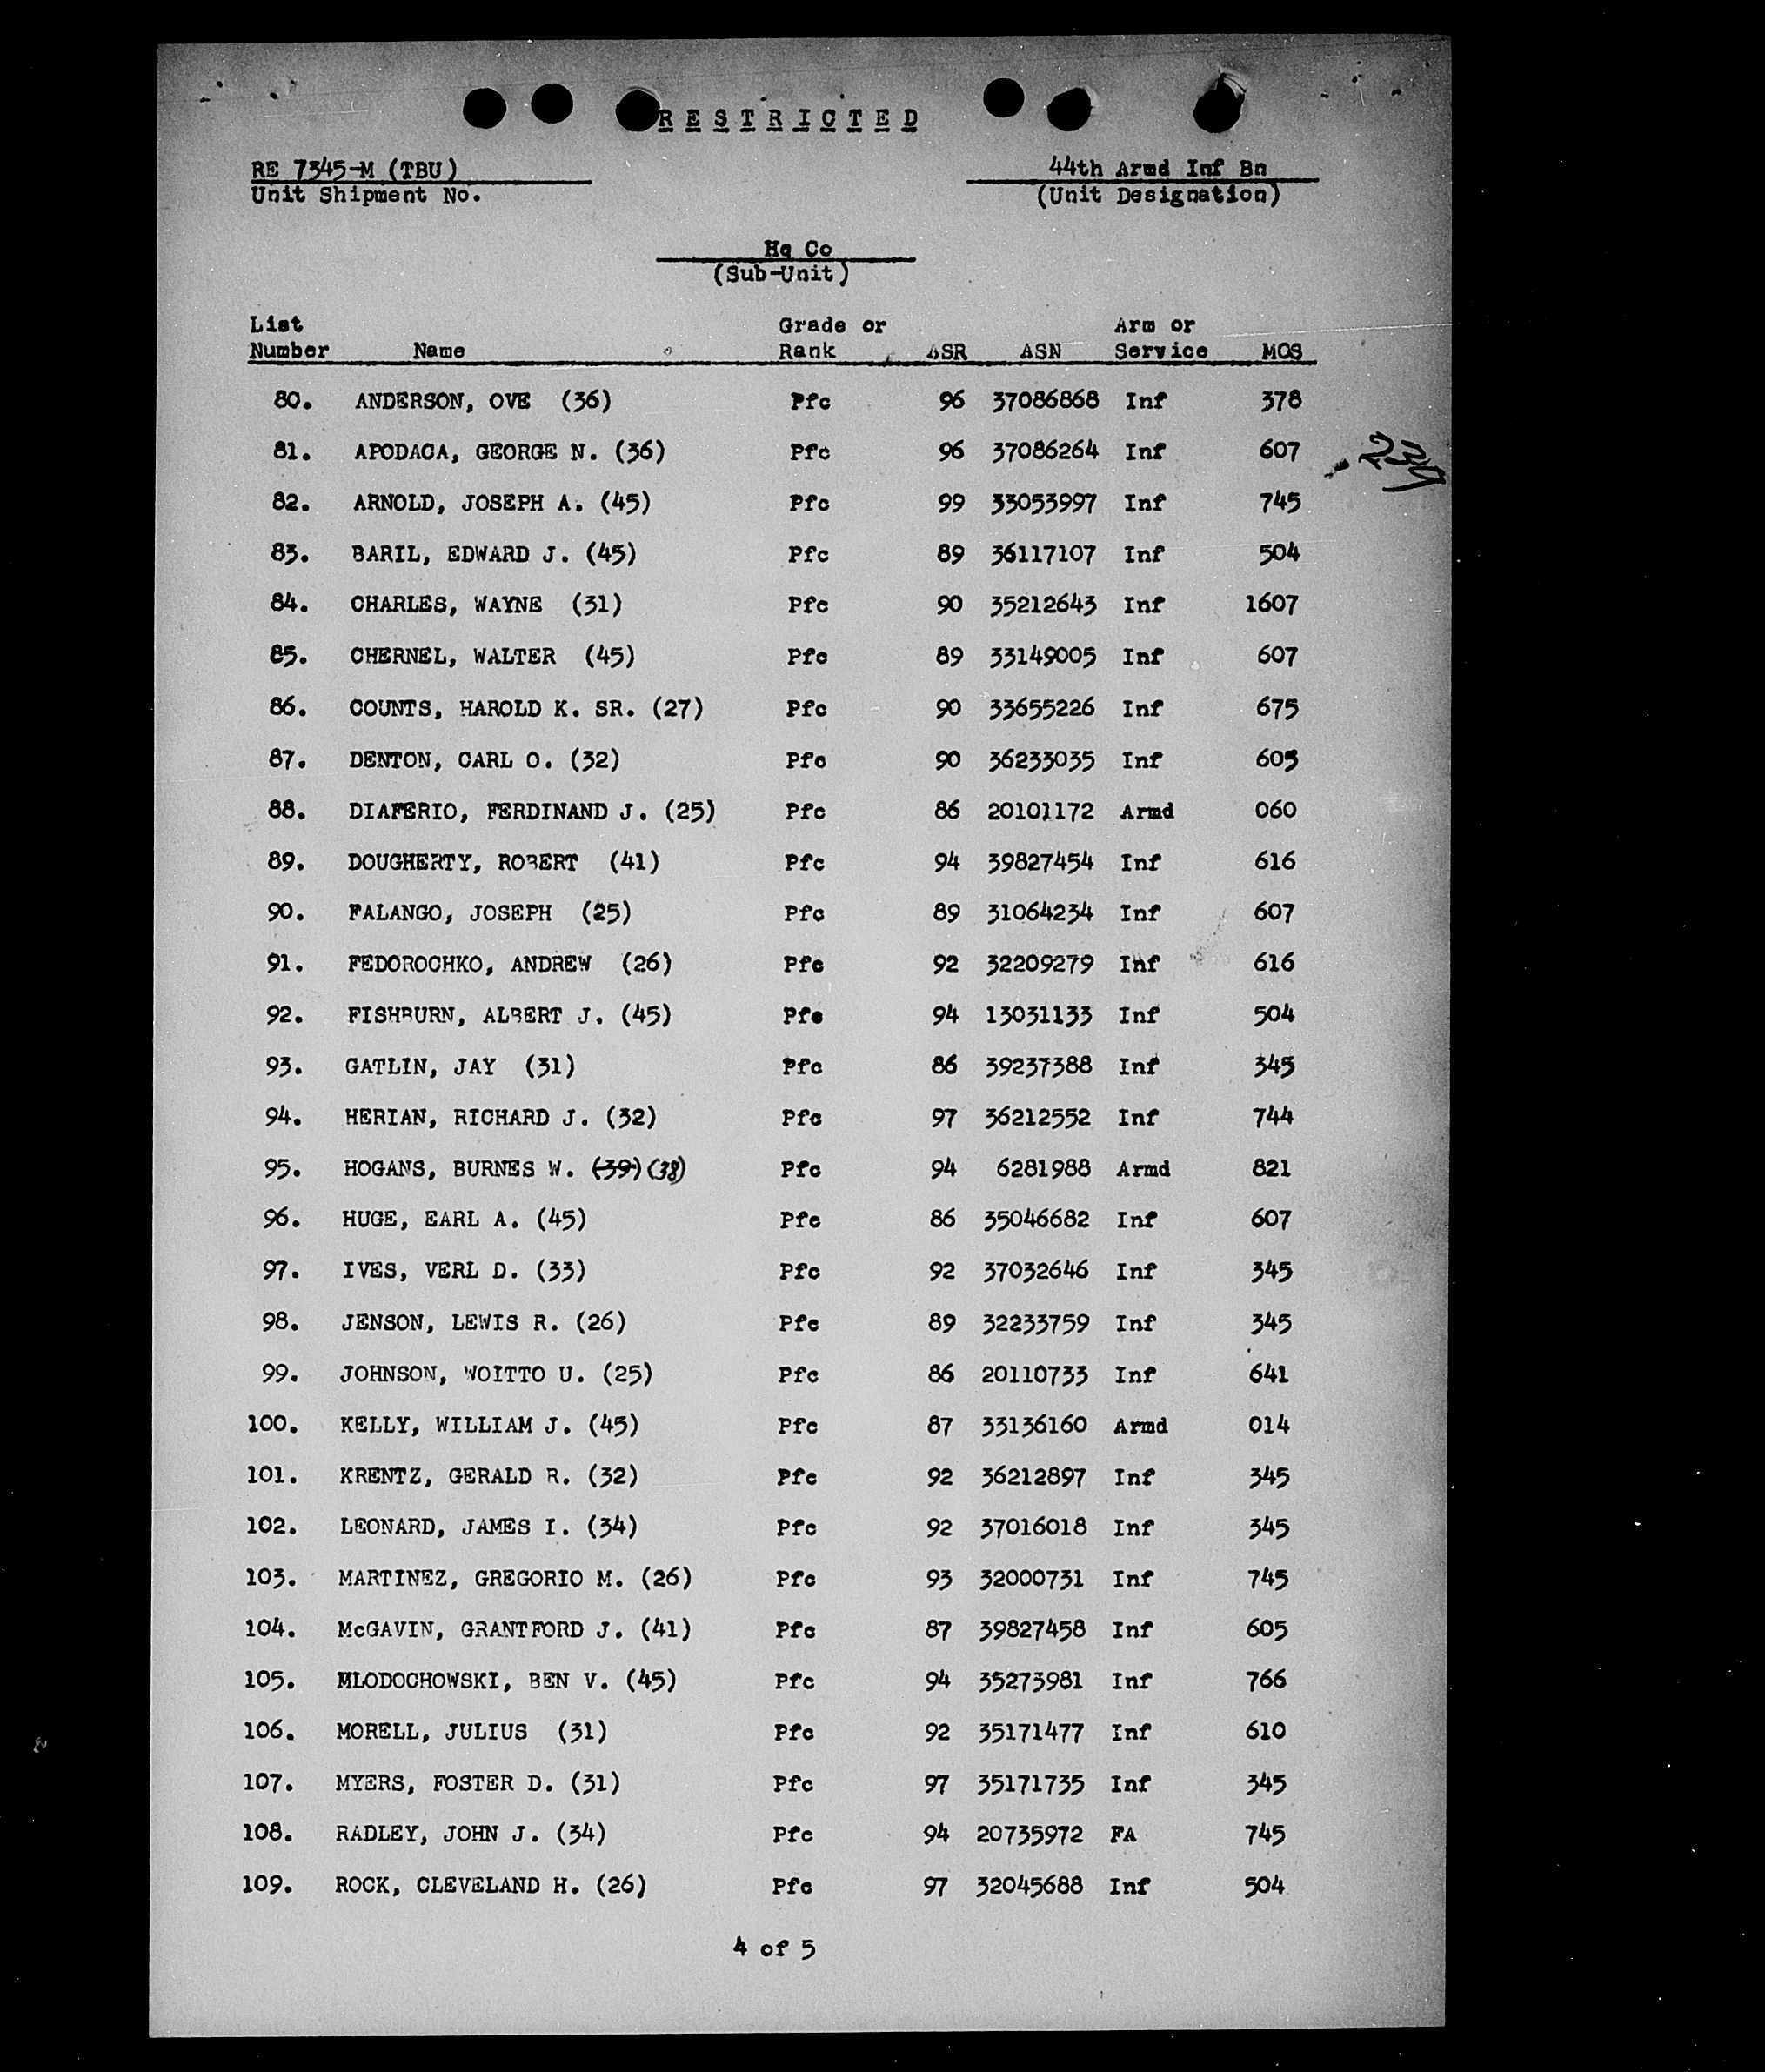 RESTRICTED
RE 7345-M (TBU) 44th Armd Inf Bn
Unit Shipment No. (Unit Designation)
Hq Co
(Sub-Unit)
List Grade or Arm or
Number Name Rank ASR ASN Service MOS
80. ANDERSON, OVE (36) Pfc 96 37086868 Inf 378
81. APODACA, GEORGE N. (36) Pfc 96 37086264 Inf 607 239
82. ARNOLD, JOSEPH A. (45) Pfc 99 33053997 Inf 745
83. BARIL, EDWARD J. (45) Pfc 89 36117107 Inf 504
84. CHARLES, WAYNE (31) Pfc 90 35212643 Inf 1607
85. CHERNEL, WALTER (45) Pfc 89 33149005 Inf 607
86. COUNTS, HAROLD K. SR. (27) Pfc 90 33655226 Inf 675
87. DENTON, CARL O. (32) Pfc 90 36233035 Inf 605
88. DIAFERIO, FERDINAND J. (25) Pfc 86 20101172 Armd 060
89. DOUGHERTY, ROBERT (41) Pfc 94 39827454 Inf 616
90. FALANGO, JOSEPH (25) Pfc 89 31064234 Inf 607
91. FEDOROCHKO, ANDREW (26) Pfc 92 32209279 Inf 616
92. FISHBURN, ALBERT J. (45) Pfc 94 13031133 Inf 504
93. GATLIN, JAY (31) Pfc 86 39237388 Inf 345
94. HERIAN, RICHARD J. (32) Pfc 97 36212552 Inf 744
95. HOGANS, BURNES W. (39) (38) Pfc 94 6281988 Armd 821
96. HUGE, EARL A. (45) Pfc 86 35046682 Inf 607
97. IVES, VERL D. (33) Pfc 92 37032646 Inf 345
98. JENSON, LEWIS R. (26) Pfc 89 32233759 Inf 345
99. JOHNSON, WOITTO U. (25) Pfc 86 20110733 Inf 641
100. KELLY, WILLIAM J. (45) Pfc 87 33136160 Armd 014
101. KRENTZ, GERALD R. (32) Pfc 92 36212897 Inf 345
102. LEONARD, JAMES I. (34) Pfc 92 37016018 Inf 345
103. MARTINEZ, GREGORIO M. (26) Pfc 93 32000731 Inf 745
104. McGAVIN, GRANTFORD J. (41) Pfc 87 39827458 Inf 605
105. MLODOCHOWSKI, BEN V. (45) Pfc 94 35273981 Inf 766
106. MORELL, JULIUS (31) Pfc 92 35171477 Inf 610
107. MYERS, FOSTER D. (31) Pfc 97 35171735 Inf 345
108. RADLEY, JOHN J. (34) Pfc 94 20735972 FA 745
109. ROCK, CLEVELAND H. (26) Pfc 97 32045688 Inf 504
4 of 5